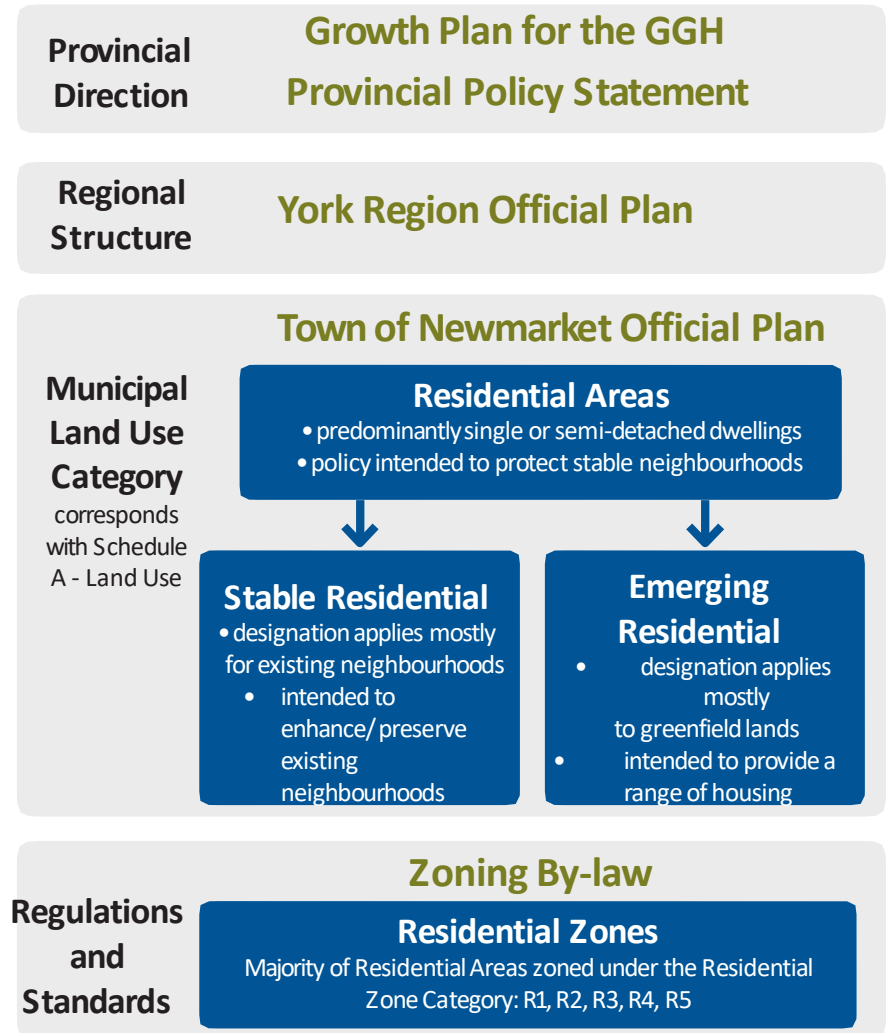 Provincial
Direction
Growth Plan for the GGH
Provincial Policy Statement
Regional
Structure
York Region Official Plan
Municipal
Land Use
Category
corresponds
with Schedule
A - Land Use
Town of Newmarket Official Plan
Residential Areas
• predominantly single or semi-detached dwellings
• policy intended to protect stable neighbourhoods
Stable Residential
• designation applies mostly
for existing neighbourhoods
• intended to
enhance/ preserve
existing
neighbourhoods
Emerging
Residential
• designation applies
mostly
to greenfield lands
• intended to provide a
range of housing
Regulations
and
Standards
Zoning By-law
Residential Zones
Majority of Residential Areas zoned under the Residential
Zone Category: R1, R2, R3, R4, R5